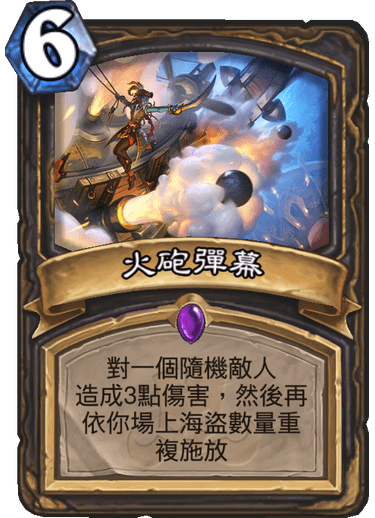 6
火砲彈幕
對一個隨機敵人
造成3點傷害，然後再
依你場上海盜數量重
複施放